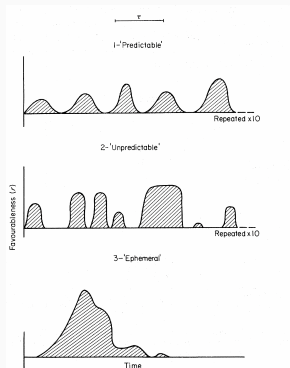 τ
1-'Predictable'
Repeated x10
2-'Unpredictable'
Repeated x10
Favourableness (r)
3-'Ephemeral'
Time